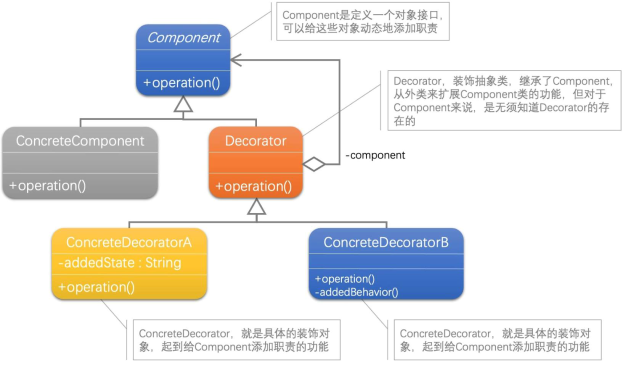 Component
+operation()
Component是定义一个对象接口，
可以给这些对象动态地添加职责
Decorator，装饰抽象类，继承了Component，
从外类来扩展Component类的功能，但对于
Component来说，是无须知道Decorator的存
在的
ConcreteComponent
+operation()
Decorator
+operation()
-component
ConcreteDecoratorA
-addedState : String
+operation()
ConcreteDecoratorB
+operation()
-addedBehavior()
ConcreteDecorator，就是具体的装饰对
象，起到给Component添加职责的功能
ConcreteDecorator，就是具体的装饰对
象，起到给Component添加职责的功能